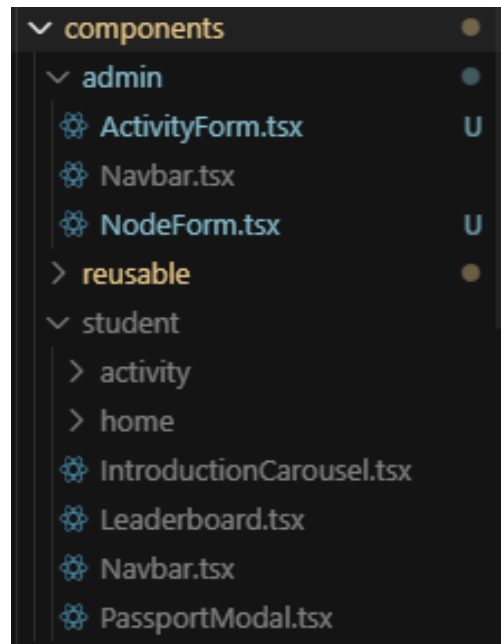 components
admin
ActivityForm.tsx U
Navbar.tsx
NodeForm.tsx U
reusable
student
activity
home
IntroductionCarousel.tsx
Leaderboard.tsx
Navbar.tsx
PassportModal.tsx